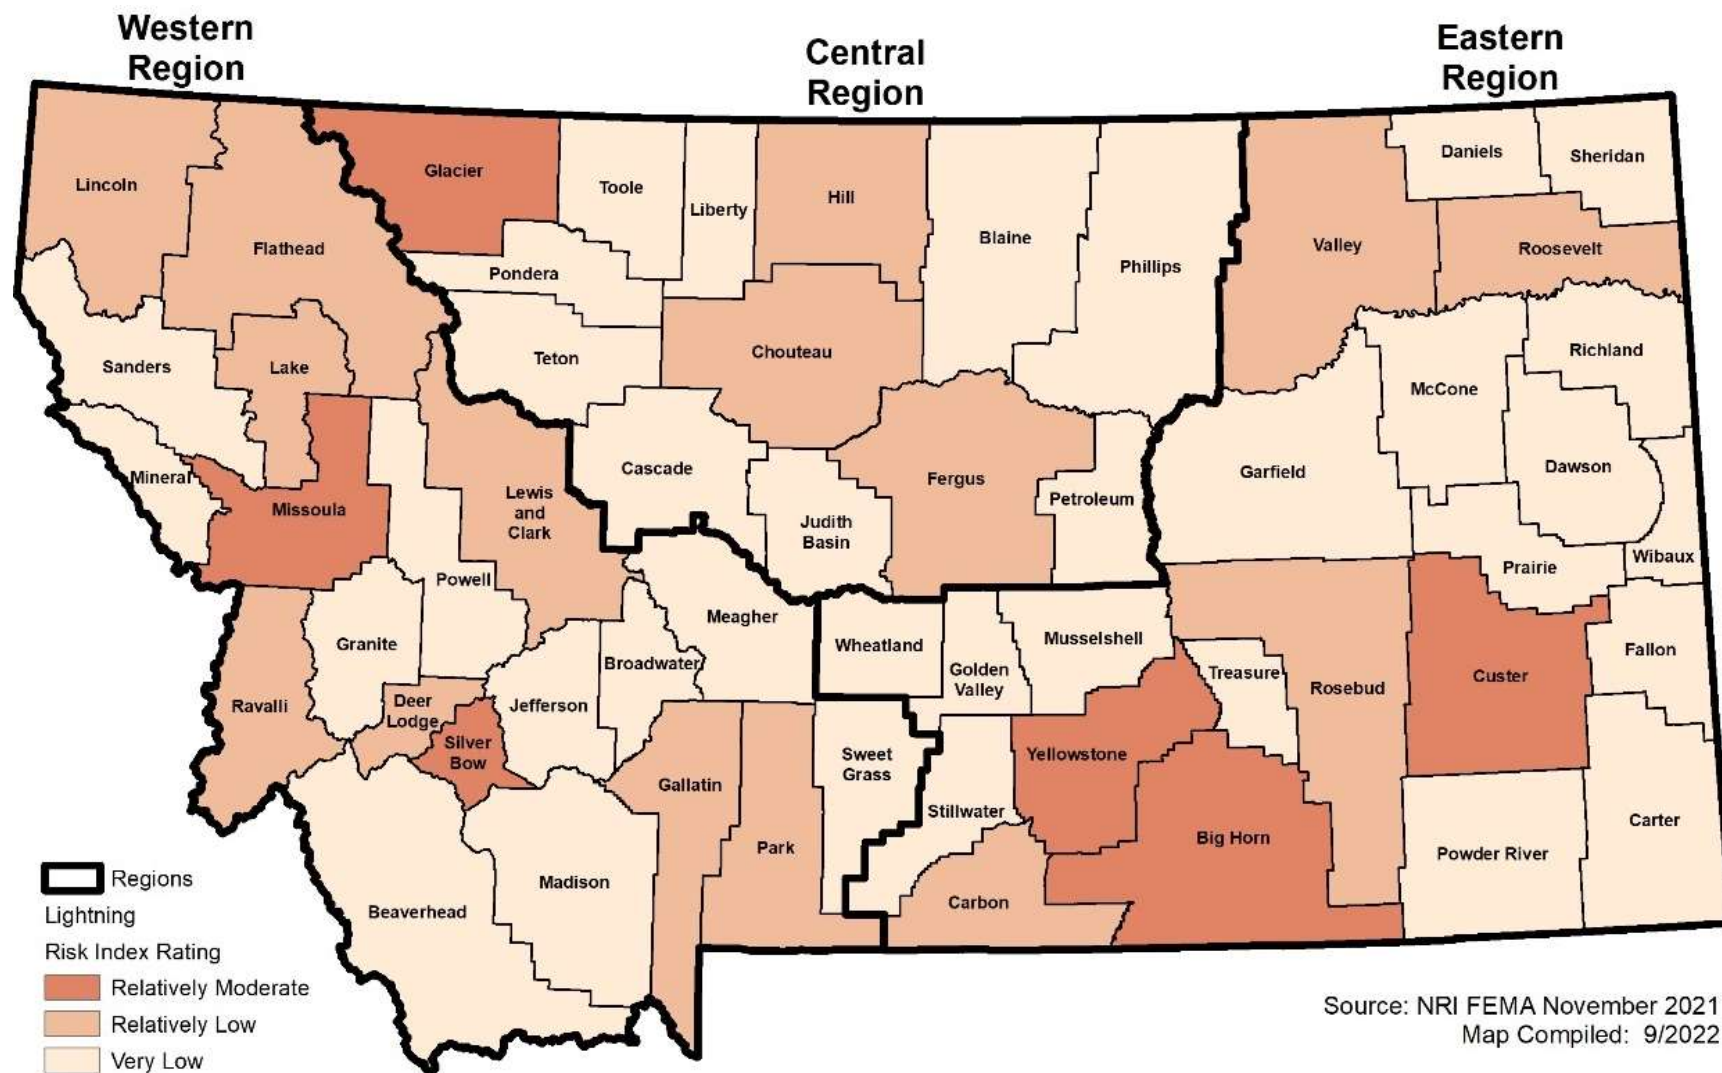 Western
Region
Central
Region
Eastern
Region
Lincoln
Flathead
Glacier
Toole
Liberty
Hill
Blaine
Phillips
Valley
Daniels
Sheridan
Roosevelt
Pondera
Teton
Chouteau
Sanders
Lake
Richland
McCone
Mineral
Missoula
Lewis
and
Clark
Cascade
Judith
Basin
Fergus
Petroleum
Garfield
Dawson
Prairie
Wibaux
Powell
Granite
Meagher
Broadwater
Wheatland
Golden
Valley
Musselshell
Treasure
Rosebud
Custer
Fallon
Ravalli
Deer
Lodge
Silver
Bow
Jefferson
Gallatin
Park
Sweet
Grass
Stillwater
Yellowstone
Big Horn
Carter
Powder River
Carbon
Madison
Beaverhead
Regions
Lightning
Risk Index Rating
Relatively Moderate
Relatively Low
Very Low
Source: NRI FEMA November 2021
Map Compiled: 9/2022